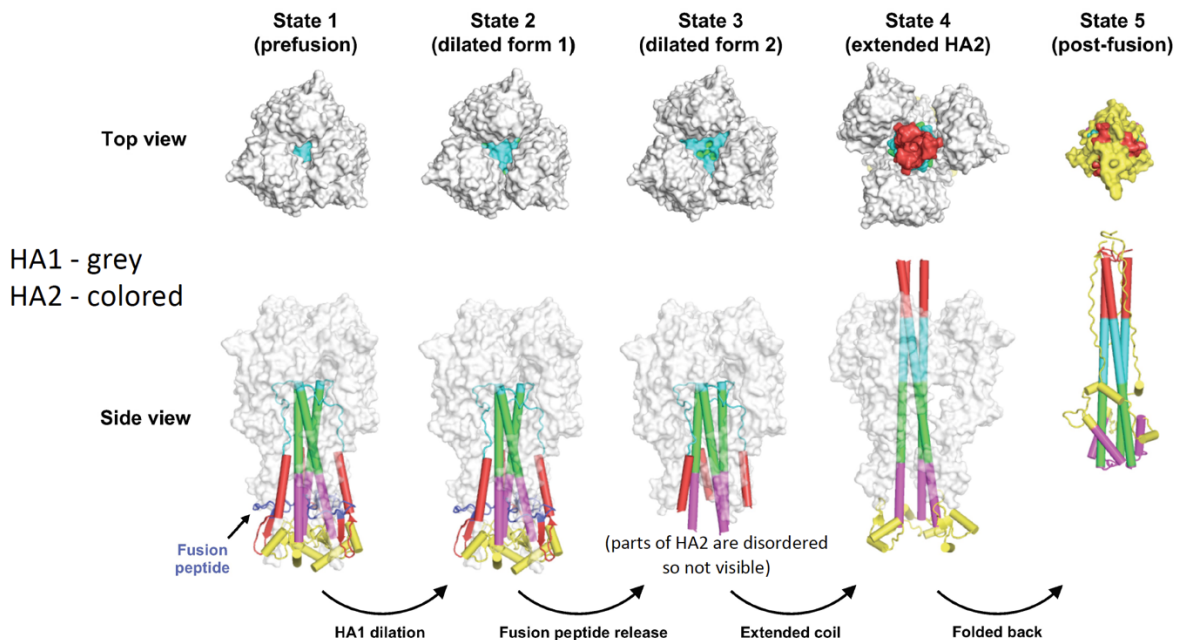 State 1
(prefusion)
State 2
(dilated form 1)
State 3
(dilated form 2)
State 4
(extended HA2)
State 5
(post-fusion)
Top view
HA1 - grey
HA2 - colored
Side view
Fusion
peptide
(parts of HA2 are disordered
so not visible)
HA1 dilation
Fusion peptide release
Extended coil
Folded back